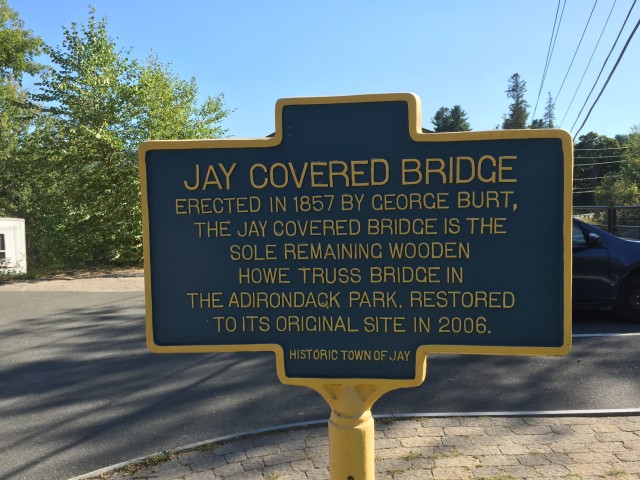 JAY COVERED BRIDGE
ERECTED IN 1857 BY GEORGE BURT,
THE JAY COVERED BRIDGE IS THE
SOLE REMAINING WOODEN
HOWE TRUSS BRIDGE IN
THE ADIRONDACK PARK. RESTORED
TO ITS ORIGINAL SITE IN 2006.
HISTORIC TOWN OF JAY